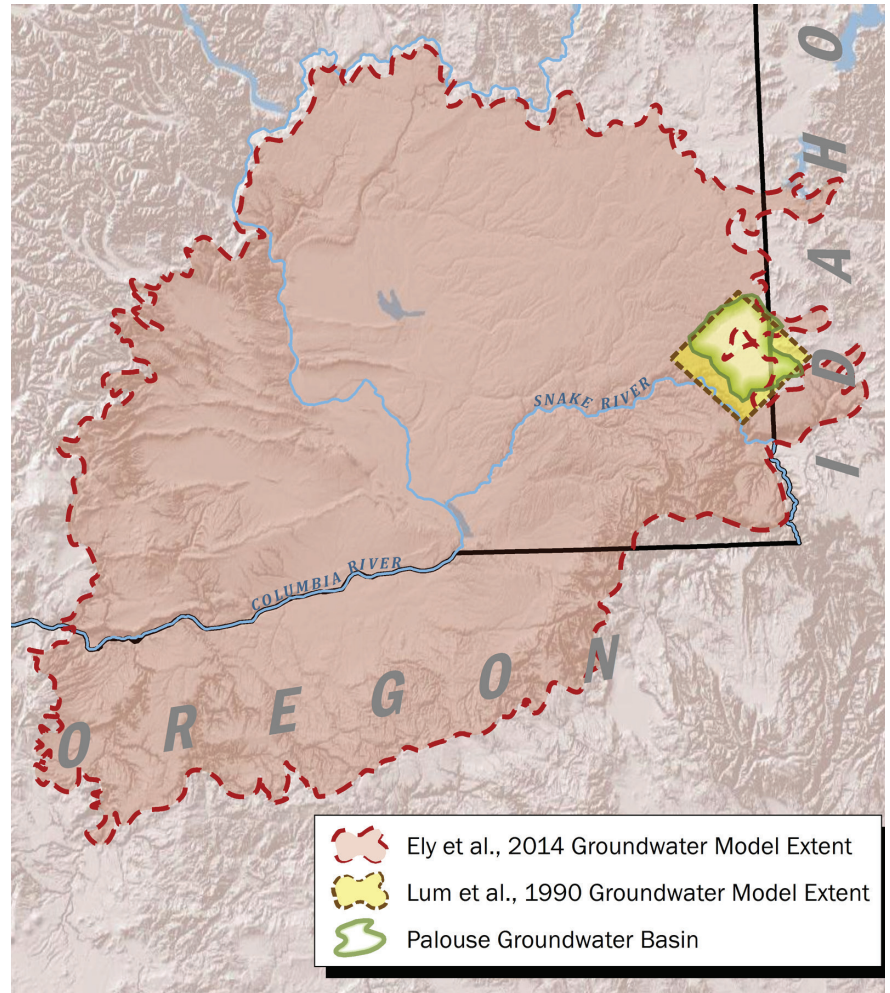 IDAHO
SNAKE RIVER
COLUMBIA RIVER
OREGON
Ely et al., 2014 Groundwater Model Extent
Lum et al., 1990 Groundwater Model Extent
Palouse Groundwater Basin